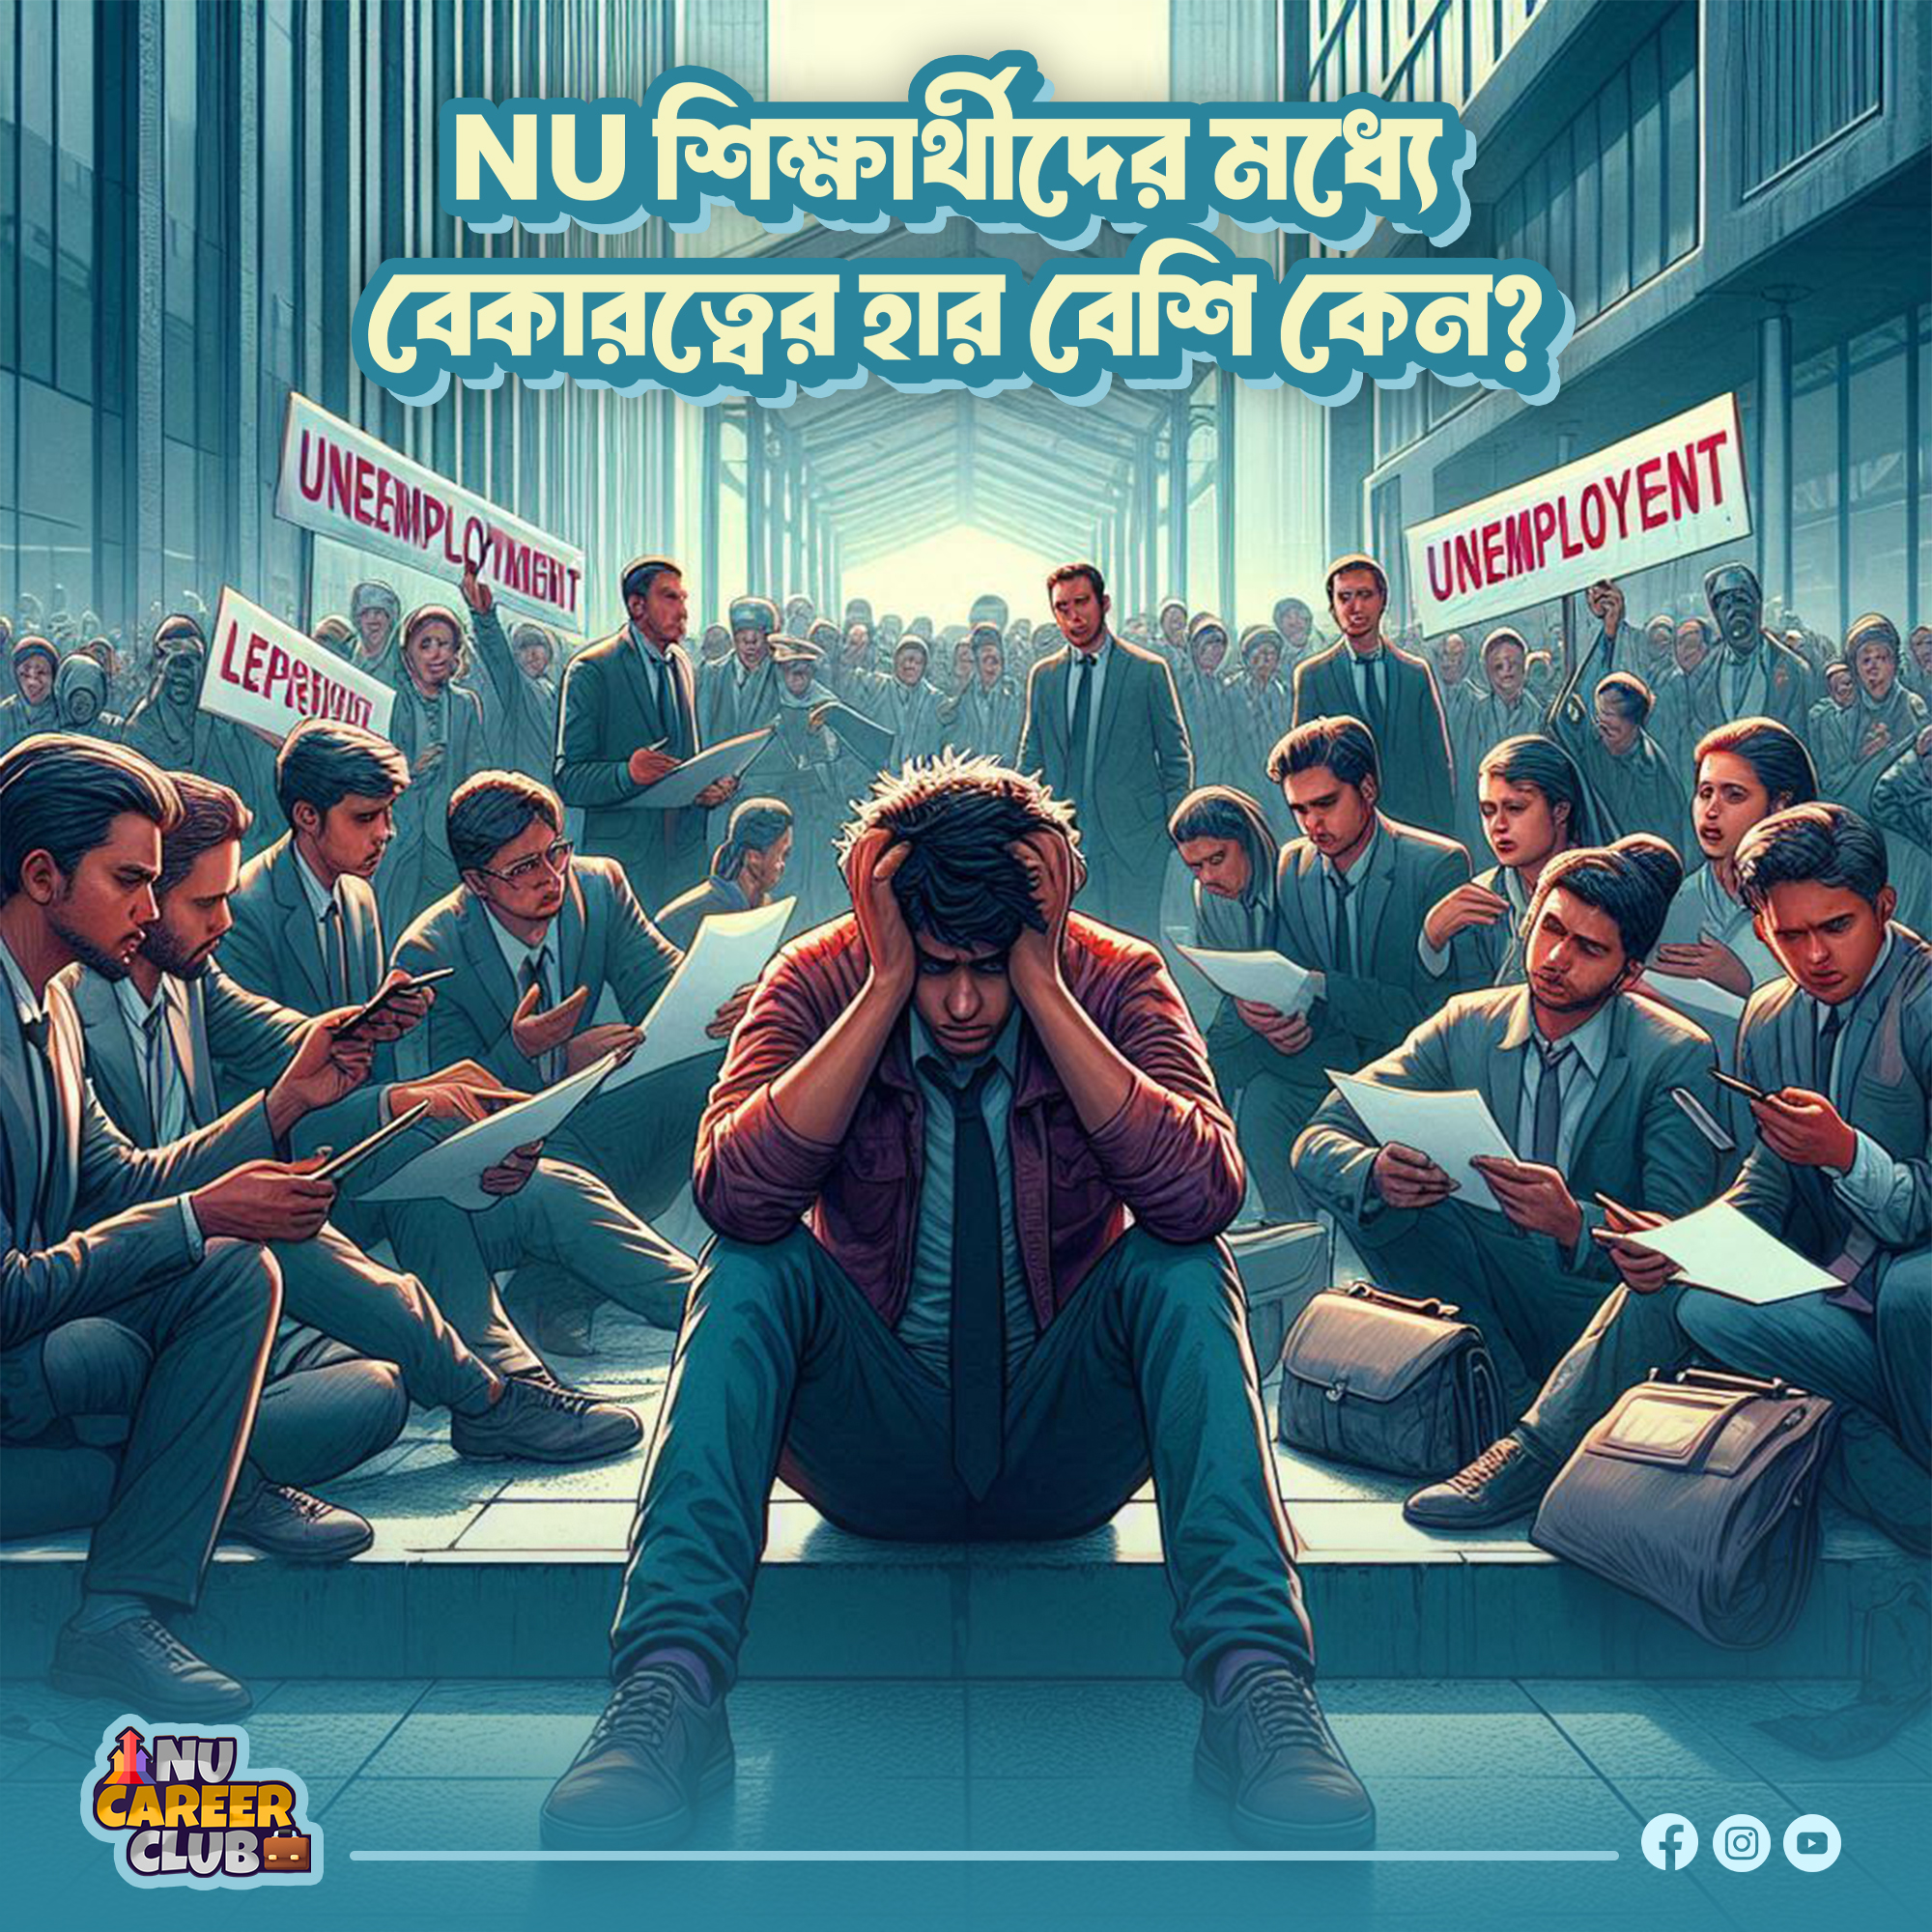 NU শিক্ষার্থীদের মধ্যে
বেকারত্বের হার বেশি কেন?
UNEEMPLOYMENT
UNEMPLOYENT
NU
CAREER
CLUB